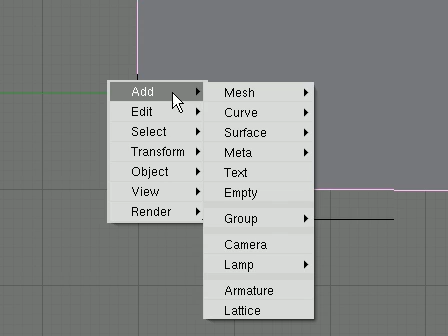 Add
Edit
Select
Transform
Object
View
Render
Mesh
Curve
Surface
Meta
Text
Empty
Group
Camera
Lamp
Armature
Lattice